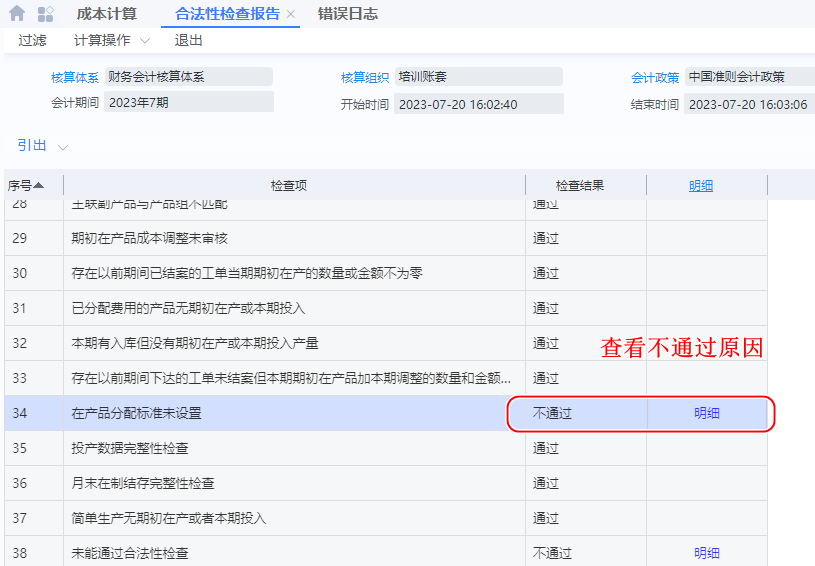 成本计算 合法性检查报告 × 错误日志
过滤 计算操作 退出
核算体系 财务会计核算体系 核算组织 培训账套 会计政策 中国准则会计政策
会计期间 2023年7期 开始时间 2023-07-20 16:02:40 结束时间 2023-07-20 16:03:06
引出
序号 检查项 检查结果 明细
28 主联副产品与产品组不匹配 通过
29 期初在产品成本调整未审核 通过
30 存在以前期间已结案的工单当期期初在产的数量或金额不为零 通过
31 已分配费用的产品无期初在产或本期投入 通过
32 本期有入库但没有期初在产或本期投入产量 通过
查看不通过原因
33 存在以前期间下达的工单未结案但本期期初在产品加本期调整的数量和金额... 通过
34 在产品分配标准未设置 不通过 明细
35 投产数据完整性检查 通过
36 月末在制结存完整性检查 通过
37 简单生产无期初在产或者本期投入 通过
38 未能通过合法性检查 不通过 明细